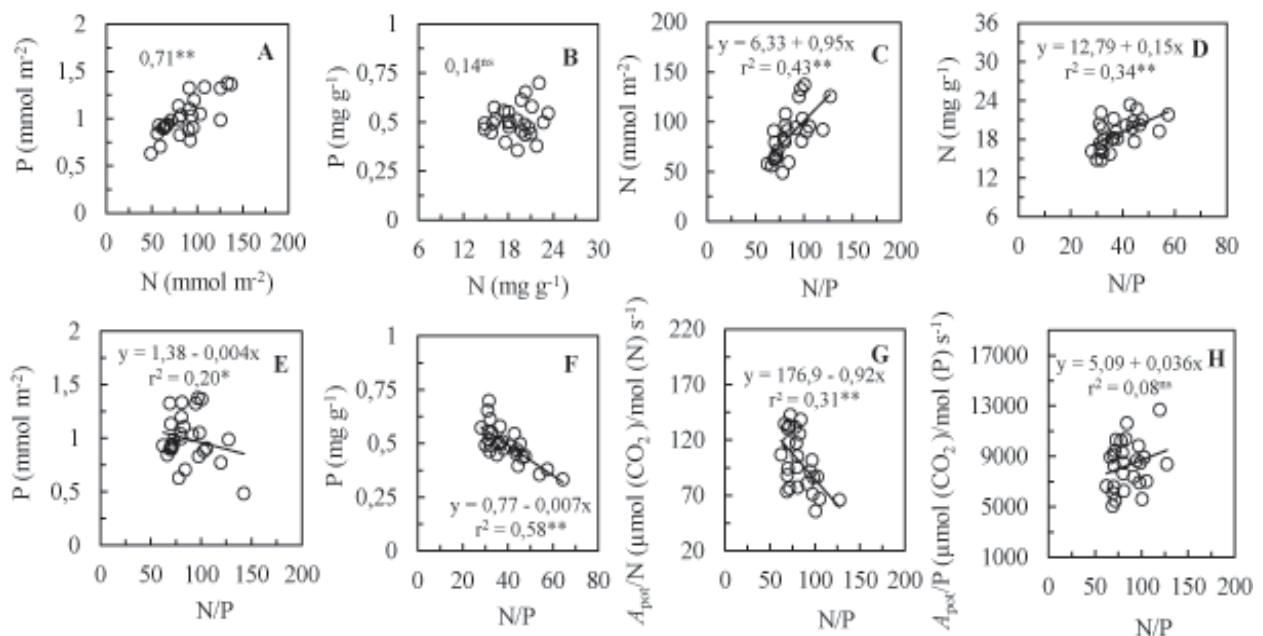 A
0,71**
P (mmol m-2)
2
1,5
1
0,5
0
0 50 100 150 200
N (mmol m-2)
B
0,14ns
P (mg g-1)
1
0,75
0,5
0,25
0
6 12 18 24 30
N (mg g-1)
C
y = 6,33 + 0,95x
r2 = 0,43**
N (mmol m-2)
200
150
100
50
0
0 50 100 150 200
N/P
D
y = 12,79 + 0,15x
r2 = 0,34**
N (mg g-1)
36
30
24
18
12
6
0 20 40 60 80
N/P
E
y = 1,38 - 0,004x
r2 = 0,20*
P (mmol m-2)
2
1,5
1
0,5
0
0 50 100 150 200
N/P
F
y = 0,77 - 0,007x
r2 = 0,58**
P (mg g-1)
1
0,75
0,5
0,25
0
0 20 40 60 80
N/P
G
y = 176,9 - 0,92x
r2 = 0,31**
Apot/N (µmol (CO2)/mol (N) s-1)
220
170
120
70
20
0 50 100 150 200
N/P
H
y = 5,09 + 0,036x
r2 = 0,08ns
Apot/P (µmol (CO2)/mol (P) s-1)
17000
13000
9000
5000
1000
0 50 100 150 200
N/P